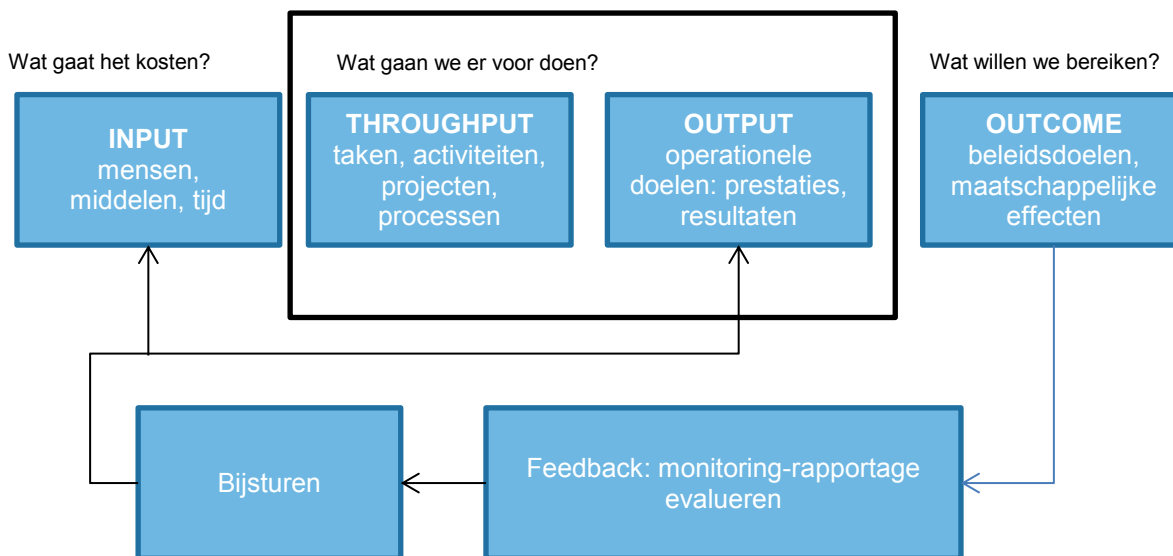 Wat gaat het kosten?
Wat gaan we er voor doen?
Wat willen we bereiken?
INPUT
mensen,
middelen, tijd
THROUGHPUT
taken, activiteiten,
projecten,
processen
OUTPUT
operationele
doelen: prestaties,
resultaten
OUTCOME
beleidsdoelen,
maatschappelijke
effecten
Bijsturen
Feedback: monitoring-rapportage
evalueren